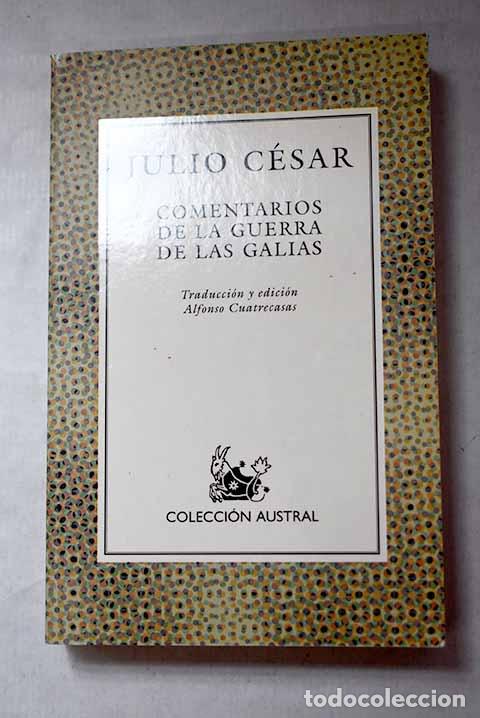 JULIO CÉSAR
COMENTARIOS
DE LA GUERRA
DE LAS GALIAS
Traducción y edición
Alfonso Cuatrecasas
COLECCIÓN AUSTRAL
todocoleccion